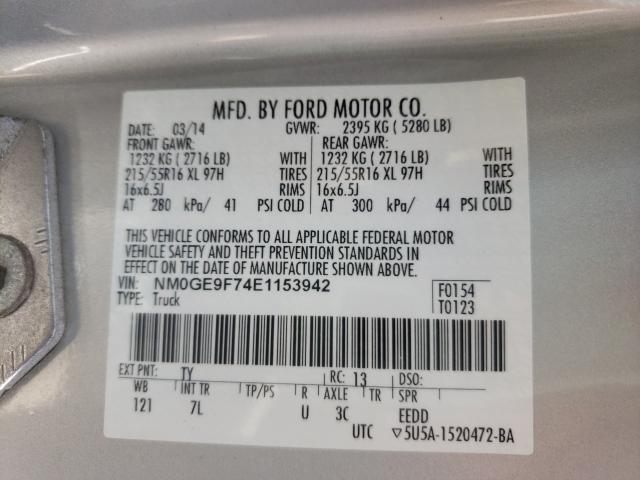 MFD. BY FORD MOTOR CO.
DATE: 03/14 GVWR: 2395 KG ( 5280 LB)
FRONT GAWR: REAR GAWR:
1232 KG ( 2716 LB) WITH 1232 KG ( 2716 LB) WITH
215/55R16 XL 97H TIRES 215/55R16 XL 97H TIRES
16x6.5J RIMS 16x6.5J RIMS
AT 280 kPa/ 41 PSI COLD AT 300 kPa/ 44 PSI COLD
THIS VEHICLE CONFORMS TO ALL APPLICABLE FEDERAL MOTOR
VEHICLE SAFETY AND THEFT PREVENTION STANDARDS IN
EFFECT ON THE DATE OF MANUFACTURE SHOWN ABOVE.
VIN: NM0GE9F74E1153942 F0154
TYPE: Truck T0123
EXT PNT: TY RC: 13 DSO:
WB INT TR TP/PS R AXLE TR SPR
121 7L U 3C EEDD
UTC ▽5U5A-1520472-BA